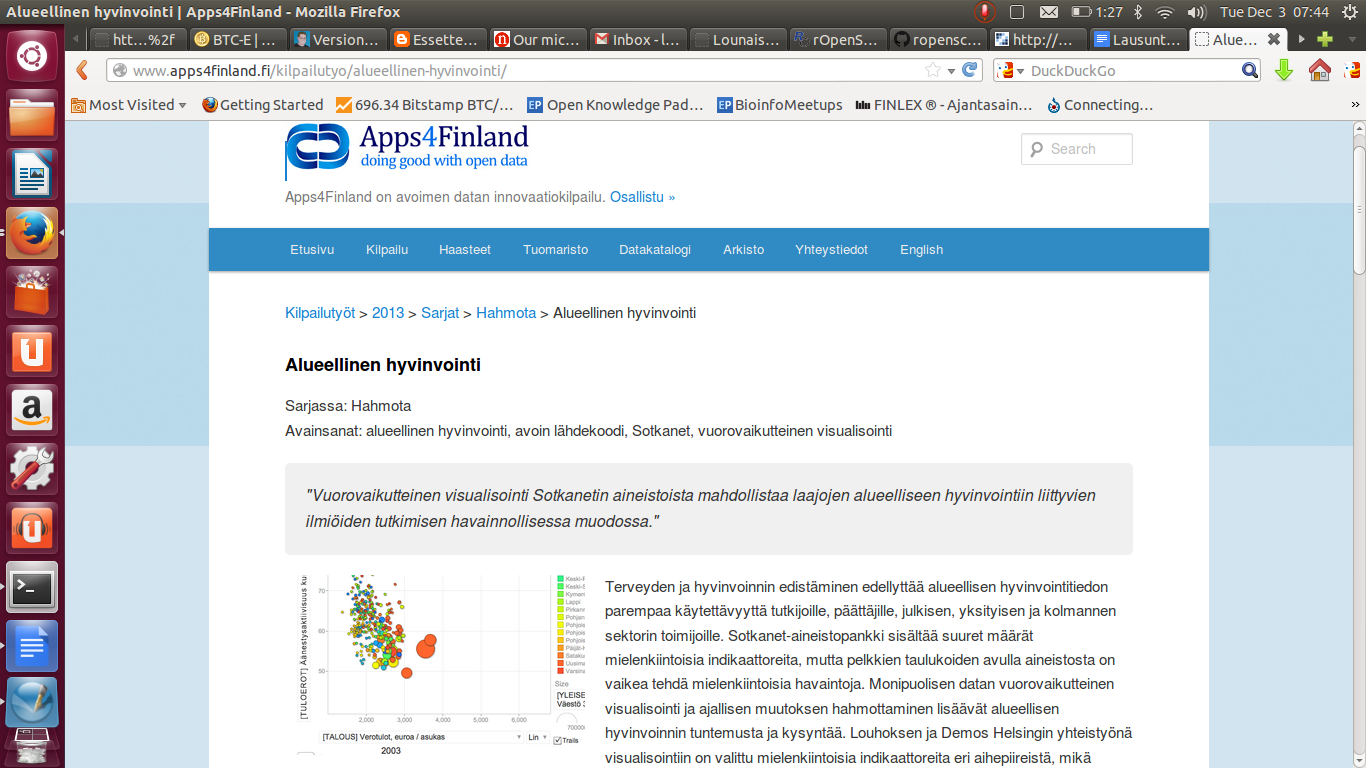 Alueellinen hyvinvointi | Apps4Finland - Mozilla Firefox
1:27
Tue Dec 3 07:44
htt…%2f
BTC-E | …
Version…
Essette…
Our mic…
Inbox - l…
Lounais…
rOpenS…
ropensc…
http://…
Lausunt…
Alue…
www.apps4finland.fi/kilpailutyo/alueellinen-hyvinvointi/
DuckDuckGo
Most Visited
Getting Started
696.34 Bitstamp BTC/…
Open Knowledge Pad…
BioinfoMeetups
FINLEX ® - Ajantasain…
Connecting…
Apps4Finland
doing good with open data
Search
Apps4Finland on avoimen datan innovaatiokilpailu. Osallistu »
Etusivu
Kilpailu
Haasteet
Tuomaristo
Datakatalogi
Arkisto
Yhteystiedot
English
Kilpailutyöt > 2013 > Sarjat > Hahmota > Alueellinen hyvinvointi
Alueellinen hyvinvointi
Sarjassa: Hahmota
Avainsanat: alueellinen hyvinvointi, avoin lähdekoodi, Sotkanet, vuorovaikutteinen visualisointi
"Vuorovaikutteinen visualisointi Sotkanetin aineistoista mahdollistaa laajojen alueelliseen hyvinvointiin liittyvien
ilmiöiden tutkimisen havainnollisessa muodossa."
[TULOEROT] Äänestysaktiivisuus ku
70
60
50
2,000
3,000
4,000
5,000
6,000
[TALOUS] Verotulot, euroa / asukas
Lin
2003
Keski-P
Keski-S
Kymen
Lappi
Pirkann
Pohjan
Pohjois
Pohjois
Pohjois
Päijät-H
Satakun
Uusima
Varsina
Size
[YLEISE
Väestö 3
70000
Trails
Terveyden ja hyvinvoinnin edistäminen edellyttää alueellisen hyvinvointitiedon
parempaa käytettävyyttä tutkijoille, päättäjille, julkisen, yksityisen ja kolmannen
sektorin toimijoille. Sotkanet-aineistopankki sisältää suuret määrät
mielenkiintoisia indikaattoreita, mutta pelkkien taulukoiden avulla aineistosta on
vaikea tehdä mielenkiintoisia havaintoja. Monipuolisen datan vuorovaikutteinen
visualisointi ja ajallisen muutoksen hahmottaminen lisäävät alueellisen
hyvinvoinnin tuntemusta ja kysyntää. Louhoksen ja Demos Helsingin yhteistyönä
visualisointiin on valittu mielenkiintoisia indikaattoreita eri aihepiireistä, mikä